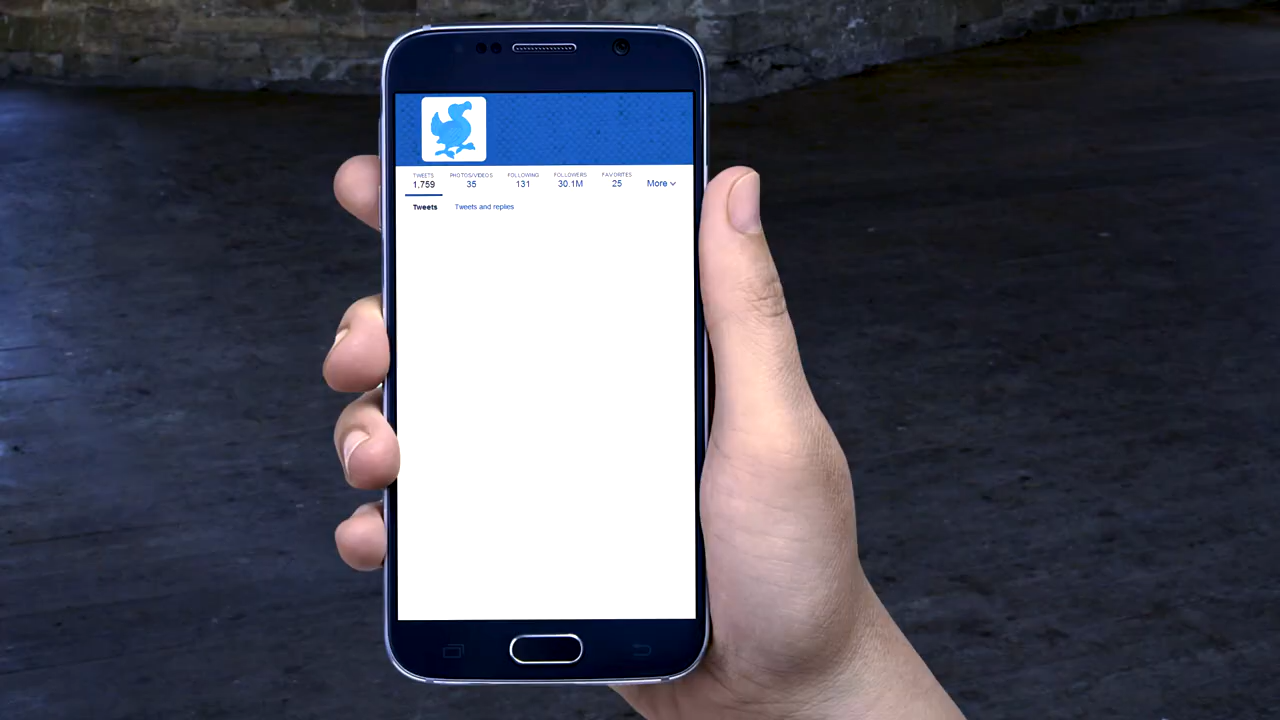 TWEETS PHOTOS/VIDEOS FOLLOWING FOLLOWERS FAVORITES
1,759 35 131 30.1M 25 More
Tweets Tweets and replies